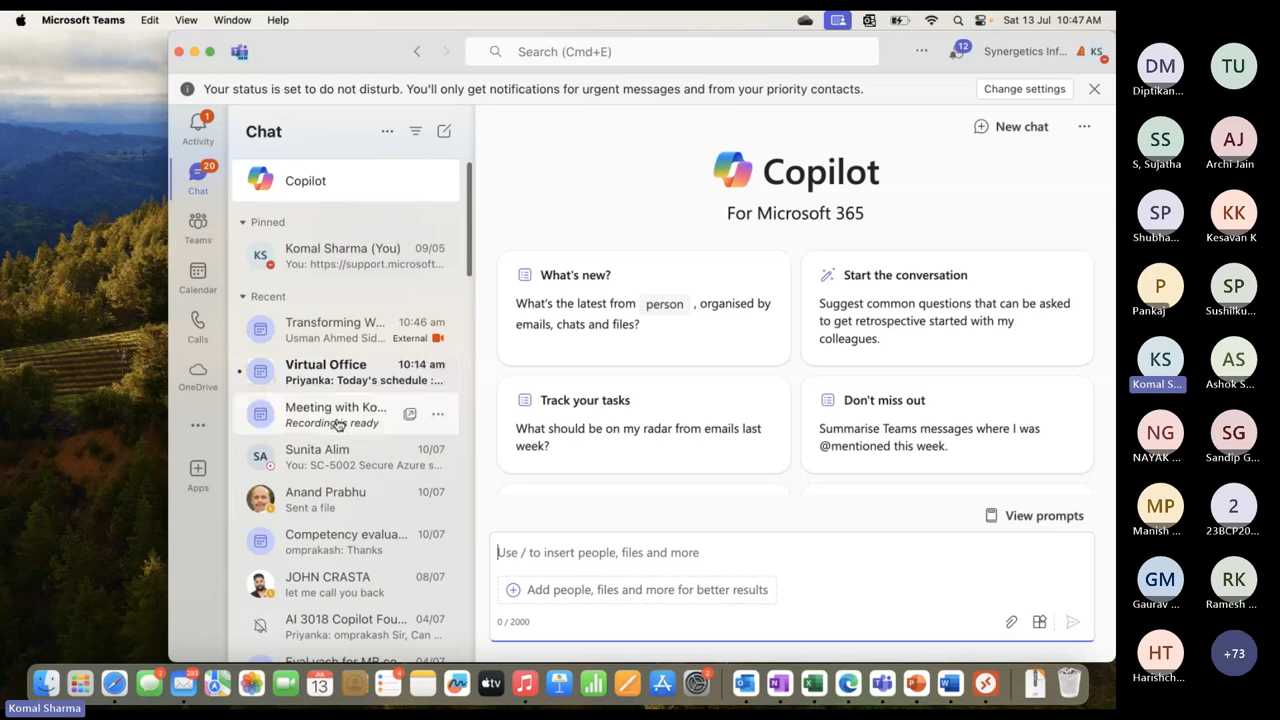 Microsoft Teams Edit View Window Help
Sat 13 Jul 10:47 AM
Search (Cmd+E)
12
Synergetics Inf... KS
Your status is set to do not disturb. You'll only get notifications for urgent messages and from your priority contacts.
Change settings
1
Activity
20
Chat
Teams
Calendar
Calls
OneDrive
Apps
Chat
Copilot
Pinned
KS
Komal Sharma (You) 09/05
You: https://support.microsoft...
Recent
Transforming W... 10:46 am
Usman Ahmed Sid... External
Virtual Office 10:14 am
Priyanka: Today's schedule :...
Meeting with Ko...
Recording is ready
SA
Sunita Alim 10/07
You: SC-5002 Secure Azure s...
Anand Prabhu 10/07
Sent a file
Competency evalua... 10/07
omprakash: Thanks
JOHN CRASTA 08/07
let me call you back
AI 3018 Copilot Fou... 04/07
Priyanka: omprakash Sir, Can ...
04/07
New chat
Copilot
For Microsoft 365
What's new?
What's the latest from person , organised by
emails, chats and files?
Start the conversation
Suggest common questions that can be asked
to get retrospective started with my
colleagues.
Track your tasks
What should be on my radar from emails last
week?
Don't miss out
Summarise Teams messages where I was
@mentioned this week.
View prompts
Use / to insert people, files and more
Add people, files and more for better results
0 / 2000
JUL
13
2
283
4
tv
2
Komal Sharma
DM
Diptikan...
TU
SS
S, Sujatha
AJ
Archi Jain
SP
Shubha...
KK
Kesavan K
P
Pankaj
SP
Sushilku...
KS
Komal S...
AS
Ashok S...
NG
NAYAK ...
SG
Sandip G...
MP
Manish ...
2
23BCP20...
GM
Gaurav ...
RK
Ramesh ...
HT
Harishch...
+73